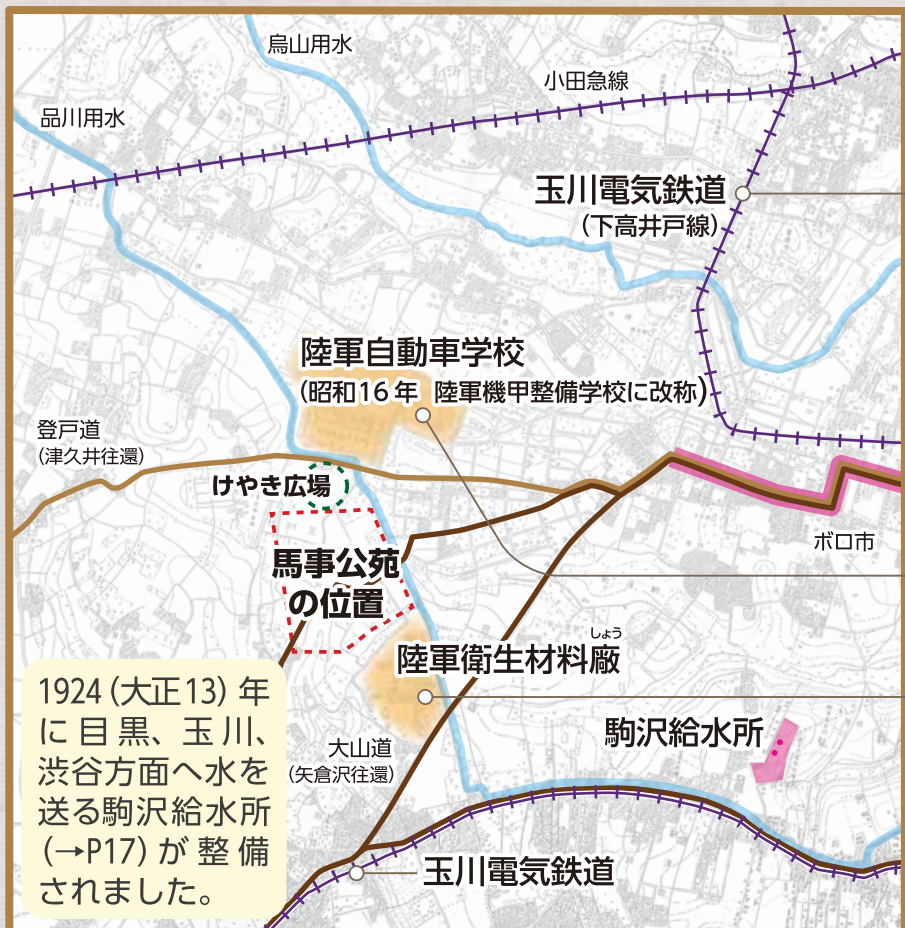 烏山用水
小田急線
品川用水
玉川電気鉄道
(下高井戸線)
陸軍自動車学校
(昭和16年 陸軍機甲整備学校に改称)
登戸道
(津久井往還)
けやき広場
ボロ市
馬事公苑
の位置
しょう
陸軍衛生材料廠
1924(大正13)年
に目黒、玉川、
渋谷方面へ水を
送る駒沢給水所
(→P17)が整備
されました。
駒沢給水所
大山道
(矢倉沢往還)
玉川電気鉄道